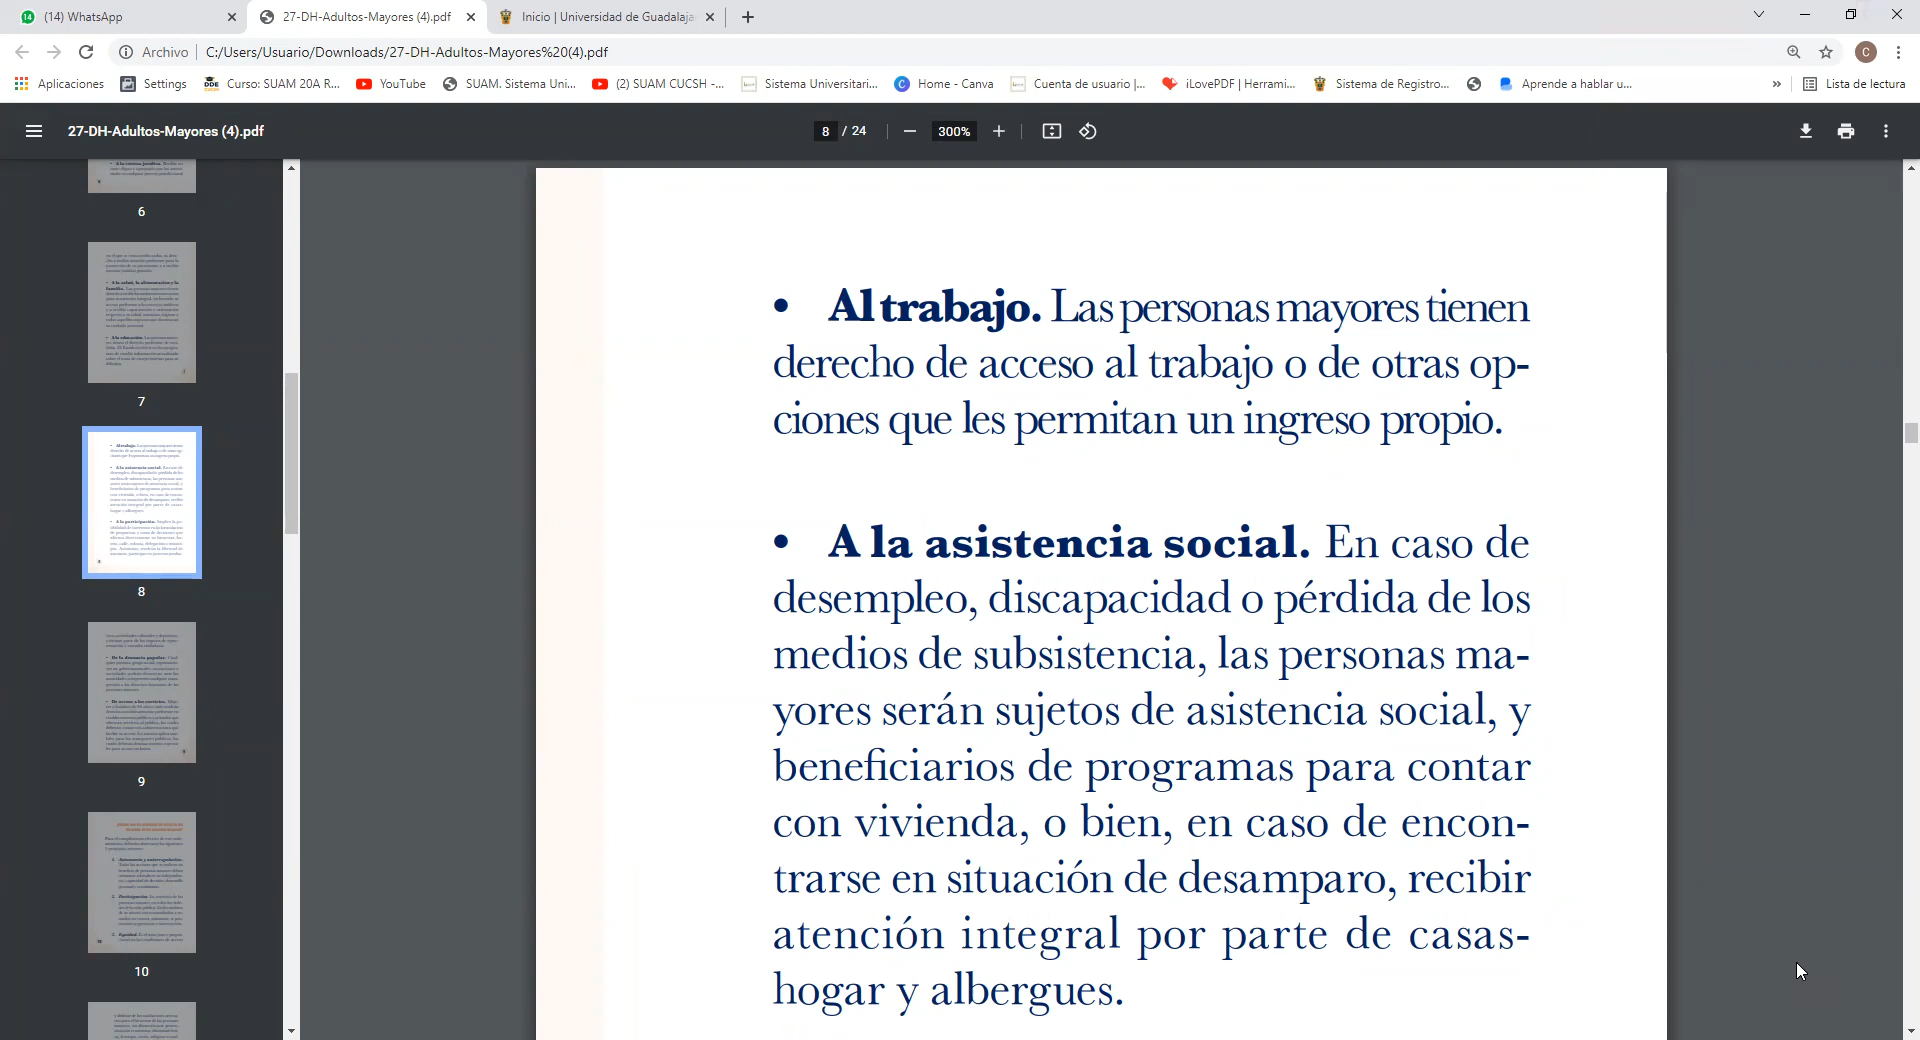 (14) WhatsApp
27-DH-Adultos-Mayores (4).pdf
Inicio | Universidad de Guadalaja
Archivo
C:/Users/Usuario/Downloads/27-DH-Adultos-Mayores%20(4).pdf
C
Aplicaciones
Settings
Curso: SUAM 20A R...
YouTube
SUAM. Sistema Uni...
(2) SUAM CUCSH -...
Sistema Universitari...
Home - Canva
Cuenta de usuario |...
iLovePDF | Herrami...
Sistema de Registro...
Aprende a hablar u...
»
Lista de lectura
27-DH-Adultos-Mayores (4).pdf
8 / 24
300%
6
7
8
9
10
• Al trabajo. Las personas mayores tienen
derecho de acceso al trabajo o de otras op-
ciones que les permitan un ingreso propio.
• A la asistencia social. En caso de
desempleo, discapacidad o pérdida de los
medios de subsistencia, las personas ma-
yores serán sujetos de asistencia social, y
beneficiarios de programas para contar
con vivienda, o bien, en caso de encon-
trarse en situación de desamparo, recibir
atención integral por parte de casas-
hogar y albergues.